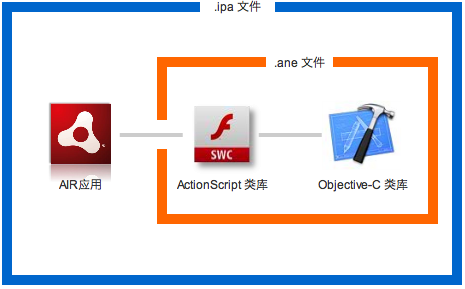 .ipa 文件
.ane 文件
SWC
AIR应用
ActionScript 类库
Objective-C 类库